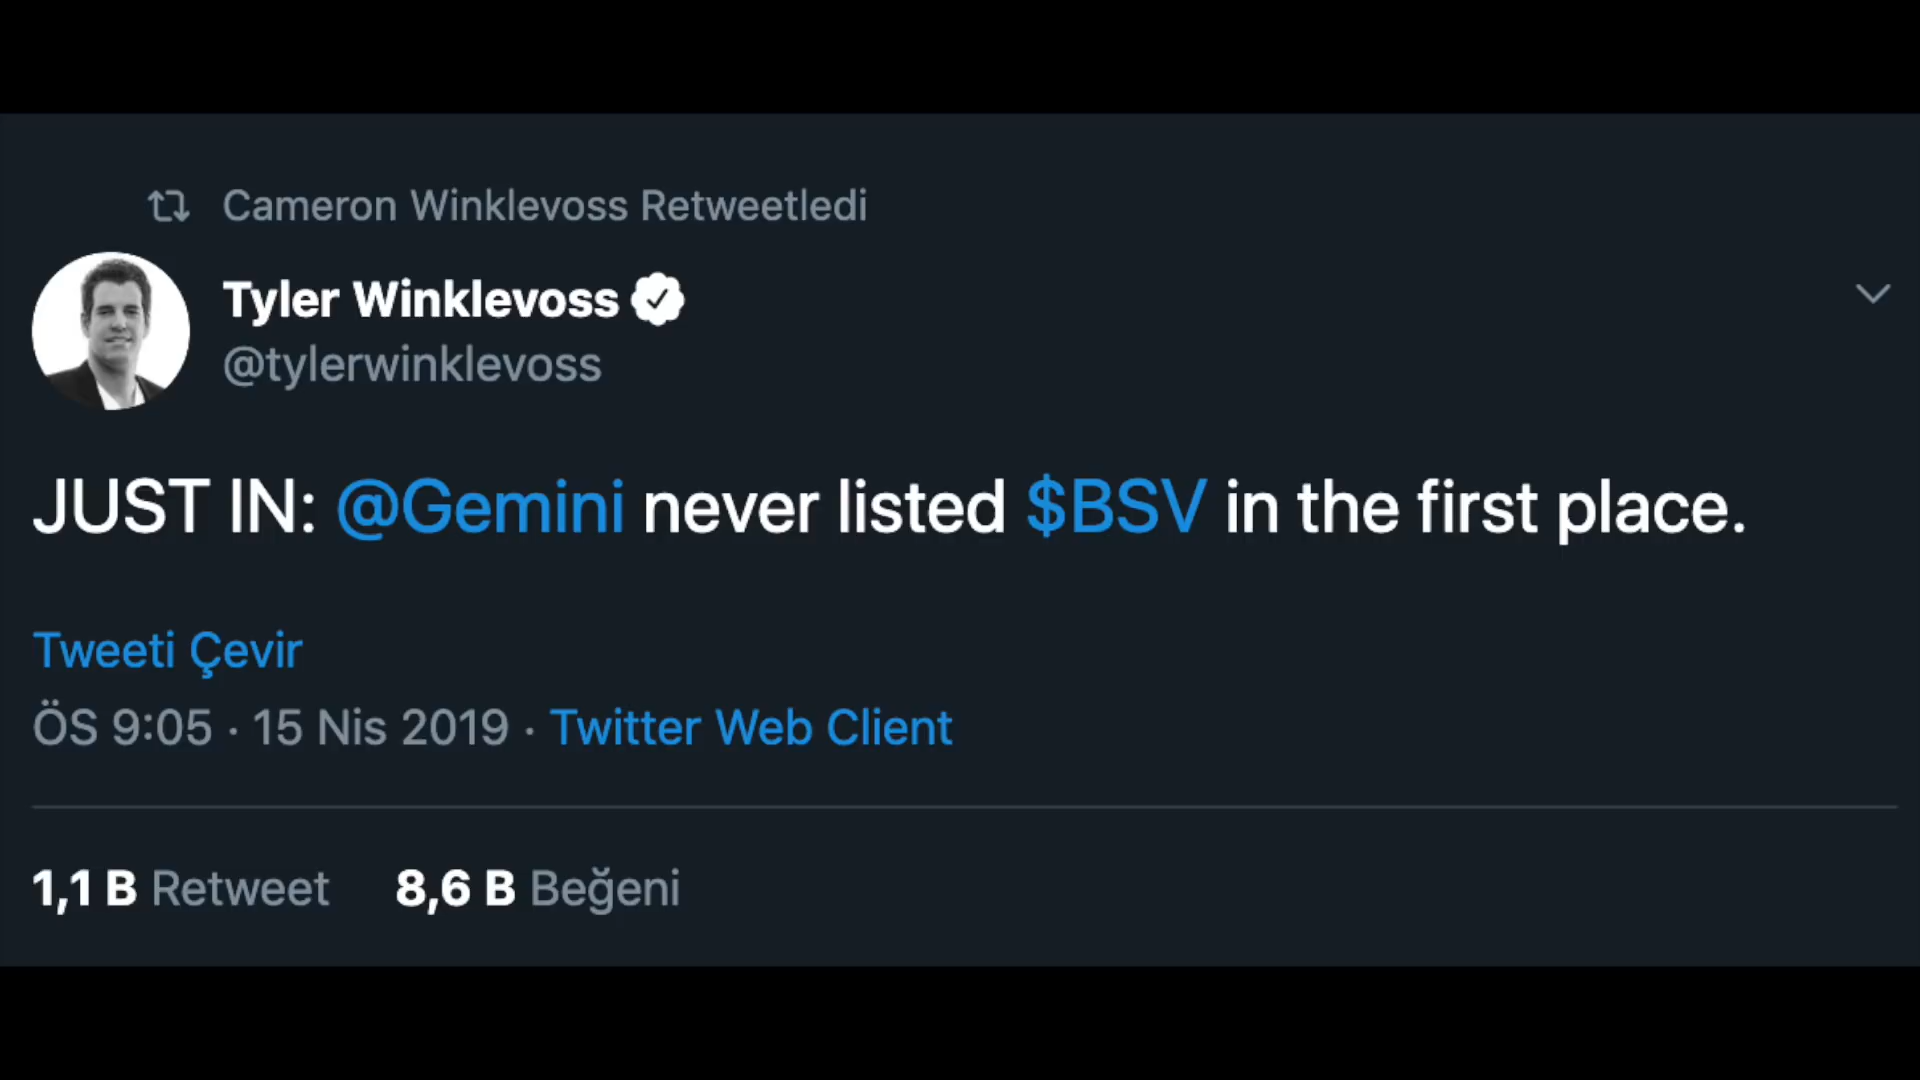 Cameron Winklevoss Retweetledi
Tyler Winklevoss
@tylerwinklevoss
JUST IN: @Gemini never listed $BSV in the first place.
Tweeti Çevir
ÖS 9:05 · 15 Nis 2019 · Twitter Web Client
1,1 B Retweet 8,6 B Beğeni